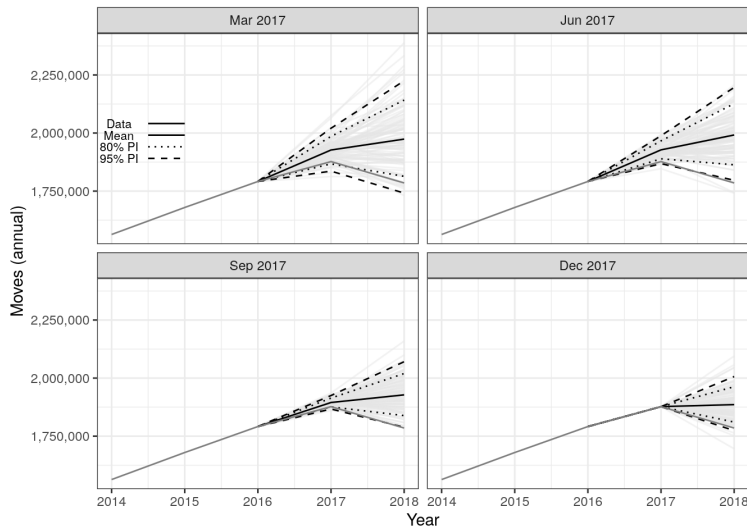 Mar 2017
Jun 2017
2,250,000
2,000,000
1,750,000
Data
Mean
80% PI
95% PI
Moves (annual)
Sep 2017
Dec 2017
2,250,000
2,000,000
1,750,000
2014 2015 2016 2017 2018 2014 2015 2016 2017 2018
Year